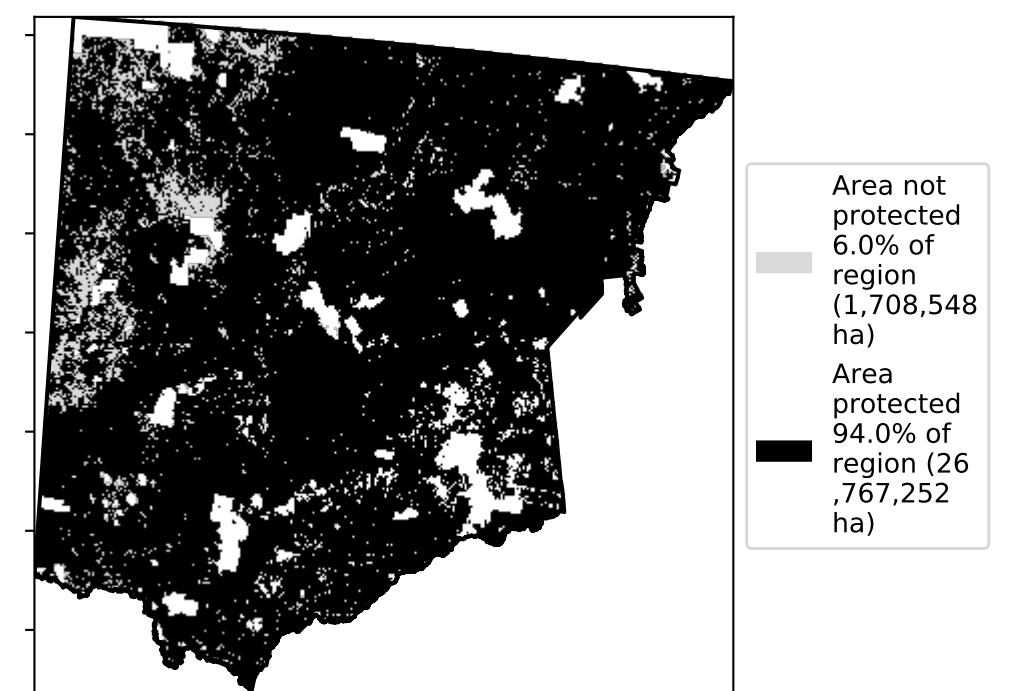 Area not
protected
6.0% of
region
(1,708,548
ha)
Area
protected
94.0% of
region (26
,767,252
ha)